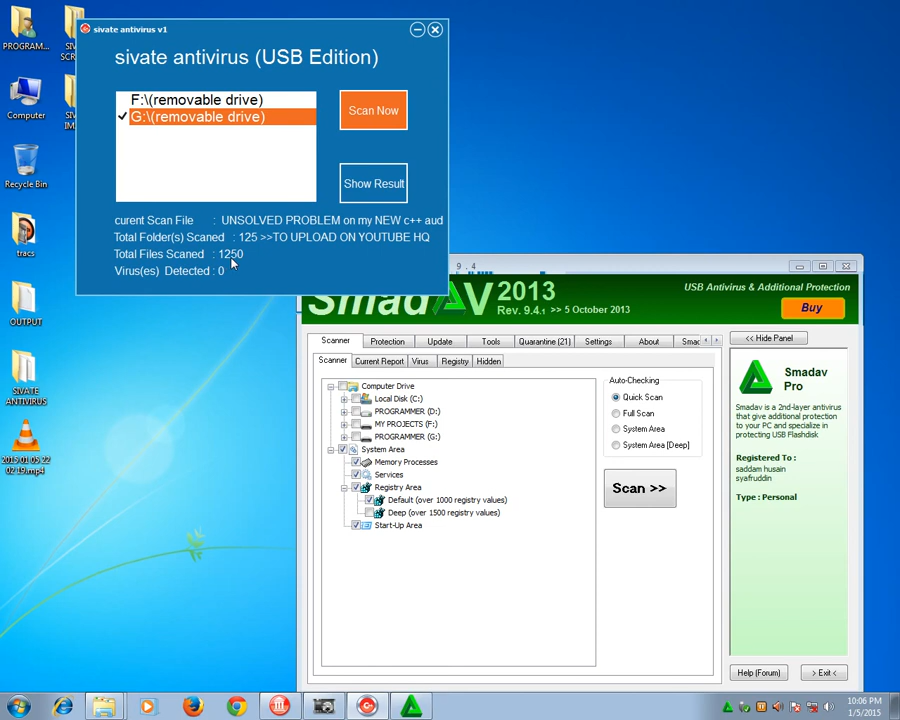 PROGRAM...
Computer
Recycle Bin
tracs
OUTPUT
SIVATE
ANTIVIRUS
2015 01 05 22
02 19.mp4
sivate antivirus v1
sivate antivirus (USB Edition)
F:\(removable drive)
G:\(removable drive)
Scan Now
Show Result
curent Scan File : UNSOLVED PROBLEM on my NEW c++ aud
Total Folder(s) Scaned : 125 >>TO UPLOAD ON YOUTUBE HQ
Total Files Scaned : 1250
Virus(es) Detected : 0
9.4
SmadAV 2013
Rev. 9.4.1 >> 5 October 2013
USB Antivirus & Additional Protection
Buy
Scanner Protection Update Tools Quarantine (21) Settings About Smac
<< Hide Panel
Scanner Current Report Virus Registry Hidden
Computer Drive
Local Disk (C:)
PROGRAMMER (D:)
MY PROJECTS (F:)
PROGRAMMER (G:)
System Area
Memory Processes
Services
Registry Area
Default (over 1000 registry values)
Deep (over 1500 registry values)
Start-Up Area
Auto-Checking
Quick Scan
Full Scan
System Area
System Area [Deep]
Scan >>
Smadav
Pro
Smadav is a 2nd-layer antivirus
that give additional protection
to your PC and specialize in
protecting USB Flashdisk
Registered To :
saddam husain
syafruddin
Type : Personal
Help (Forum)
> Exit <
10:06 PM
1/5/2015